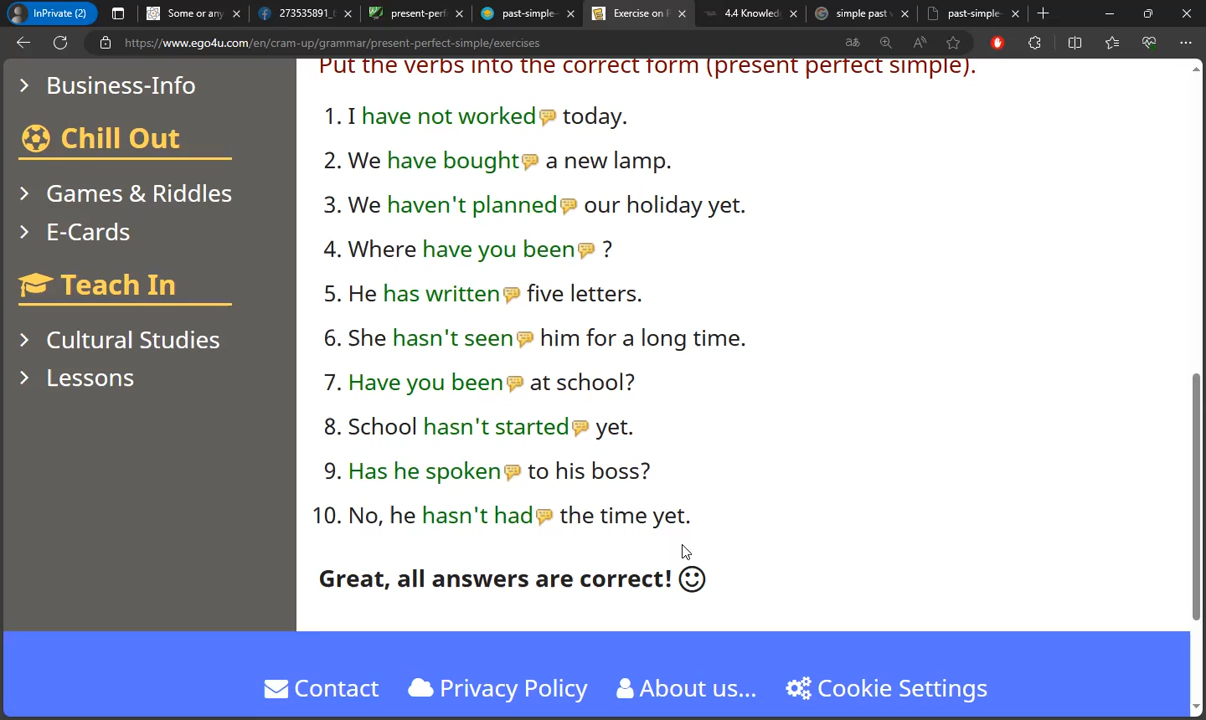 InPrivate (2)
Some or any
273535891_
present-perf
past-simple-
Exercise on P
4.4 Knowled
simple past v
past-simple-
https://www.ego4u.com/en/cram-up/grammar/present-perfect-simple/exercises
Business-Info
Chill Out
Games & Riddles
E-Cards
Teach In
Cultural Studies
Lessons
Put the verbs into the correct form (present perfect simple).
1. I have not worked today.
2. We have bought a new lamp.
3. We haven't planned our holiday yet.
4. Where have you been ?
5. He has written five letters.
6. She hasn't seen him for a long time.
7. Have you been at school?
8. School hasn't started yet.
9. Has he spoken to his boss?
10. No, he hasn't had the time yet.
Great, all answers are correct!
Contact Privacy Policy About us... Cookie Settings